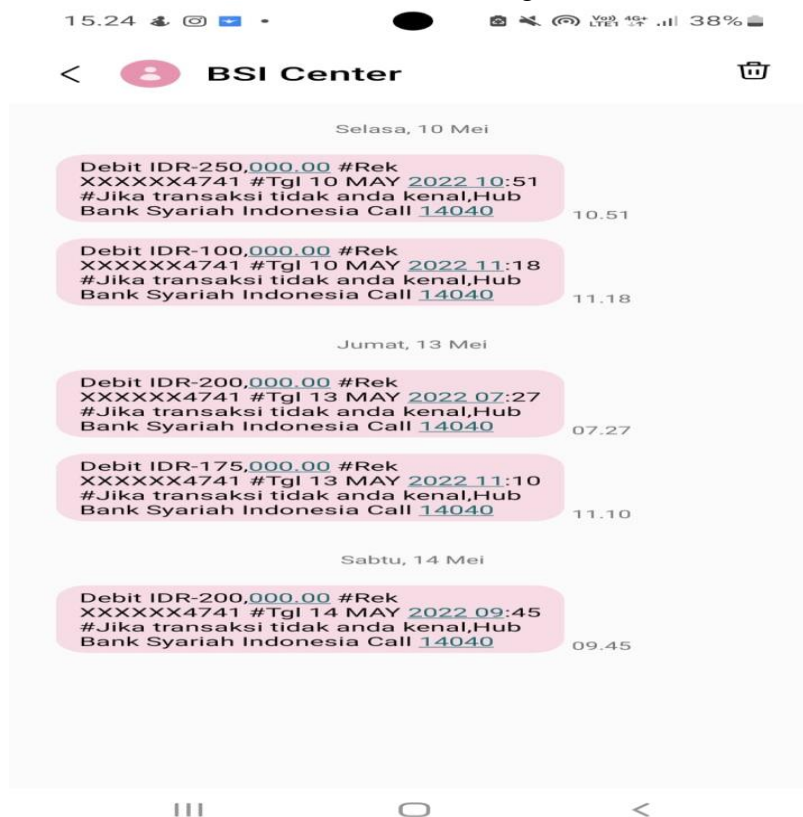 15.24
Vo)) 4G+
LTE1
38%
BSI Center
Selasa, 10 Mei
Debit IDR-250,000.00 #Rek
XXXXXX4741 #Tgl 10 MAY 2022 10:51
#Jika transaksi tidak anda kenal,Hub
Bank Syariah Indonesia Call 14040
10.51
Debit IDR-100,000.00 #Rek
XXXXXX4741 #Tgl 10 MAY 2022 11:18
#Jika transaksi tidak anda kenal,Hub
Bank Syariah Indonesia Call 14040
11.18
Jumat, 13 Mei
Debit IDR-200,000.00 #Rek
XXXXXX4741 #Tgl 13 MAY 2022 07:27
#Jika transaksi tidak anda kenal,Hub
Bank Syariah Indonesia Call 14040
07.27
Debit IDR-175,000.00 #Rek
XXXXXX4741 #Tgl 13 MAY 2022 11:10
#Jika transaksi tidak anda kenal,Hub
Bank Syariah Indonesia Call 14040
11.10
Sabtu, 14 Mei
Debit IDR-200,000.00 #Rek
XXXXXX4741 #Tgl 14 MAY 2022 09:45
#Jika transaksi tidak anda kenal,Hub
Bank Syariah Indonesia Call 14040
09.45